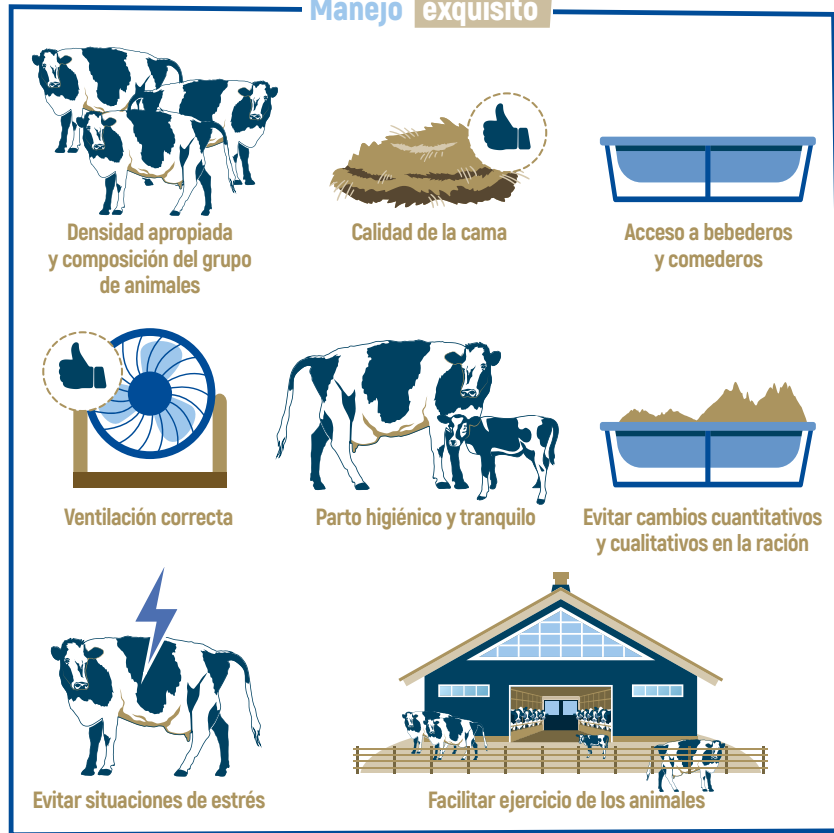 Manejo exquisito
Densidad apropiada
y composición del grupo
de animales
Calidad de la cama
Acceso a bebederos
y comederos
Ventilación correcta
Parto higiénico y tranquilo
Evitar cambios cuantitativos
y cualitativos en la ración
Evitar situaciones de estrés
Facilitar ejercicio de los animales